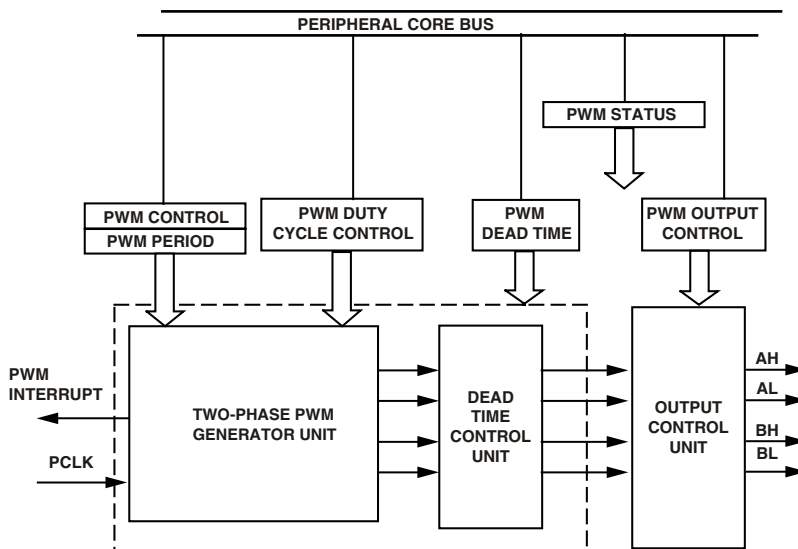 PERIPHERAL CORE BUS
PWM STATUS
PWM CONTROL
PWM PERIOD
PWM DUTY
CYCLE CONTROL
PWM
DEAD TIME
PWM OUTPUT
CONTROL
PWM
INTERRUPT
PCLK
TWO-PHASE PWM
GENERATOR UNIT
DEAD
TIME
CONTROL
UNIT
OUTPUT
CONTROL
UNIT
AH
AL
BH
BL